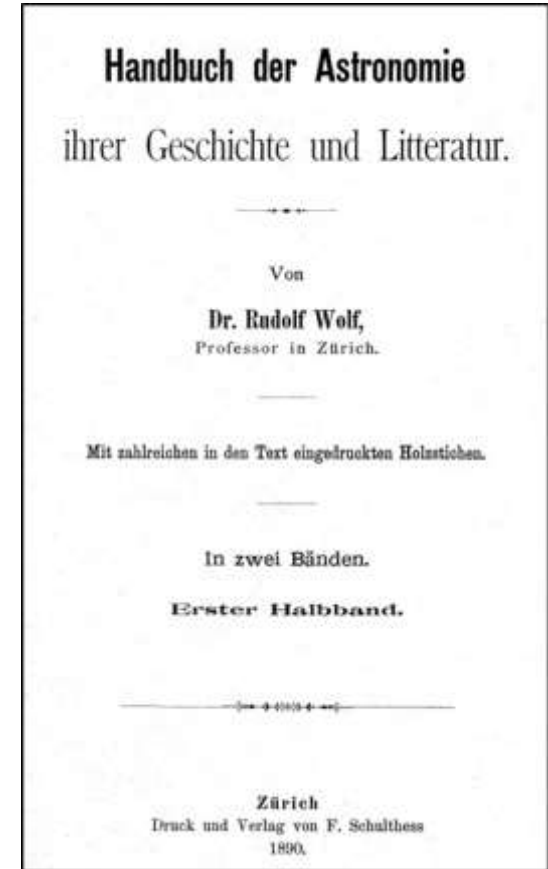 Handbuch der Astronomie
ihrer Geschichte und Litteratur.
Von
Dr. Rudolf Wolf,
Professor in Zürich.
Mit zahlreichen in den Text eingedruckten Holzstichen.
In zwei Bänden.
Erster Halbband.
Zürich
Druck und Verlag von F. Schulthess
1890.